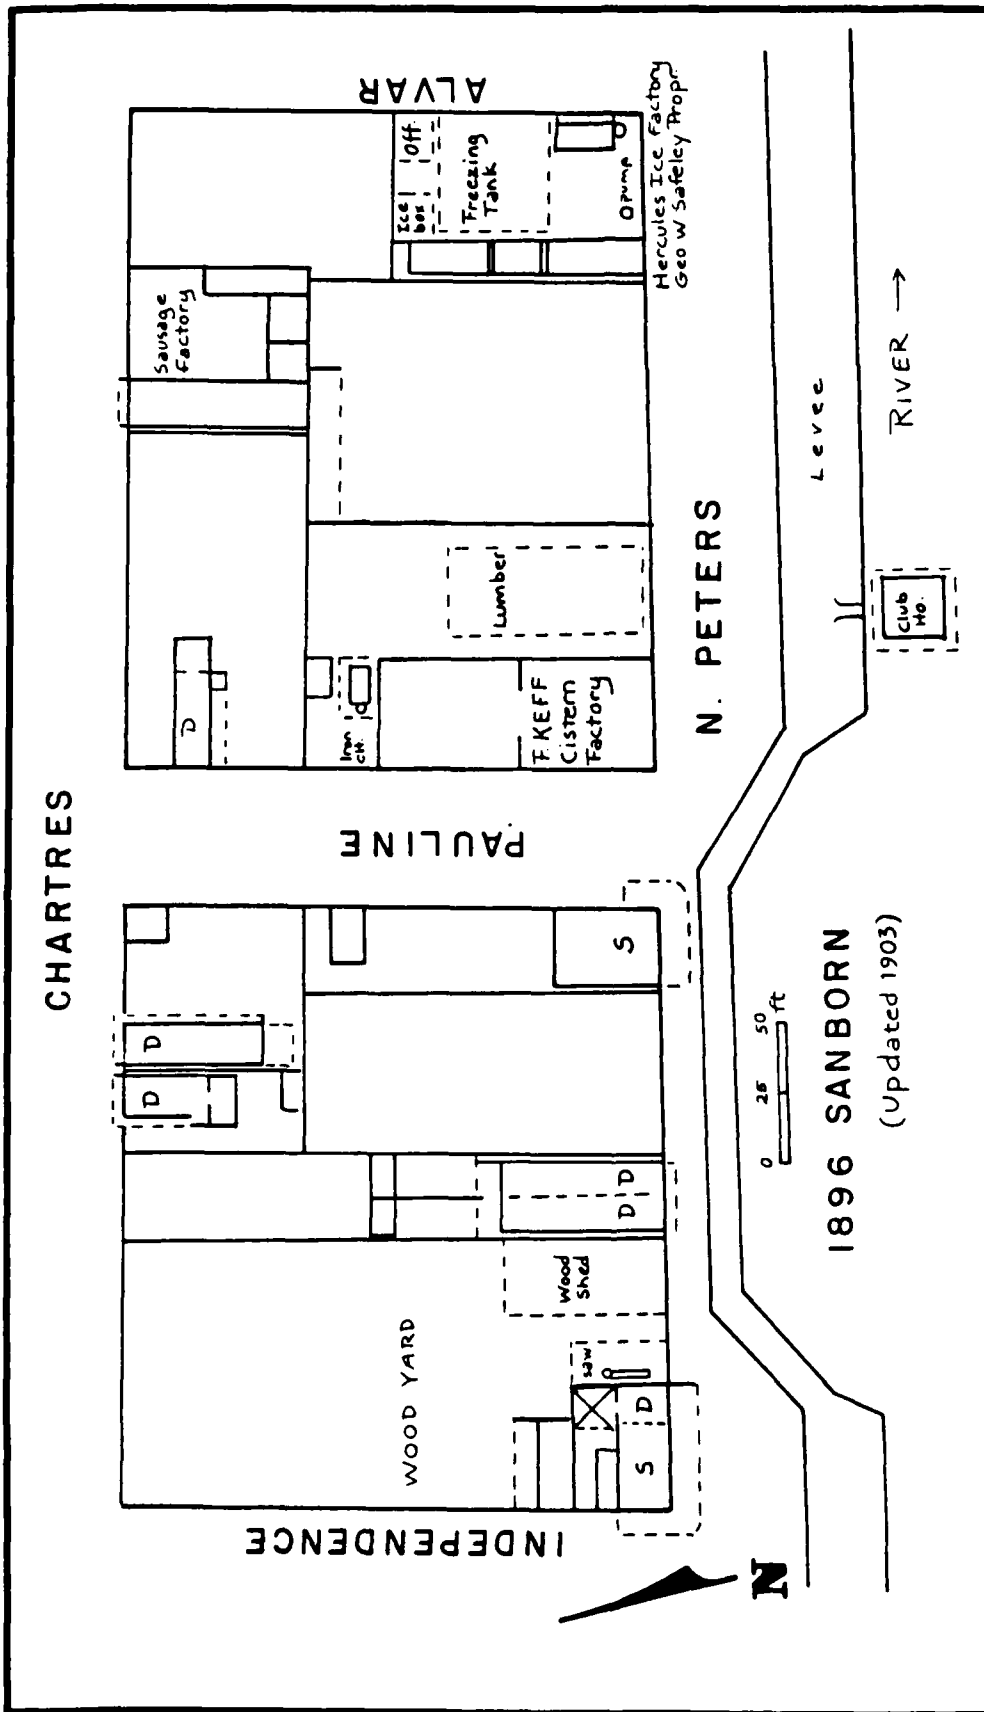 CHARTRES
ALVAR
Ice
box
Off.
Freezing
Tank
O pump
Hercules Ice Factory
Geo W Safeley Propr.
Sausage
Factory
Lumber
D
Iron
ch.
F. KEFF
Cistern
Factory
PAULINE
N. PETERS
Levee
RIVER
Club
Ho.
D
D
S
D D
Wood
Shed
WOOD YARD
saw
D
S
INDEPENDENCE
0 25 50
ft
1896 SANBORN
(Updated 1903)
N